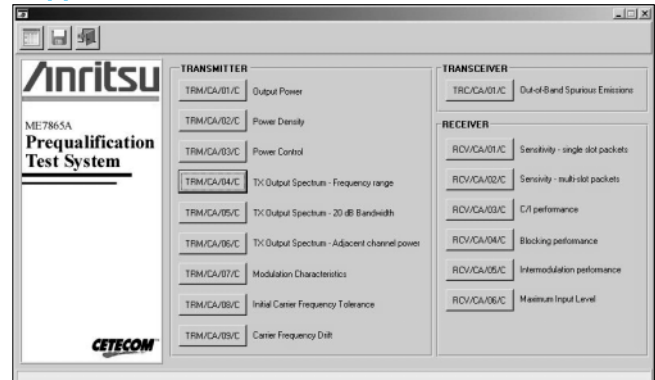 Anritsu
ME7865A
Prequalification
Test System
CETECOM
TRANSMITTER
TRM/CA/01/C Output Power
TRM/CA/02/C Power Density
TRM/CA/03/C Power Control
TRM/CA/04/C TX Output Spectrum - Frequency range
TRM/CA/05/C TX Output Spectrum - 20 dB Bandwidth
TRM/CA/06/C TX Output Spectrum - Adjacent channel power
TRM/CA/07/C Modulation Characteristics
TRM/CA/08/C Initial Carrier Frequency Tolerance
TRM/CA/09/C Carrier Frequency Drift
TRANSCEIVER
TRC/CA/01/C Out-of-Band Spurious Emissions
RECEIVER
RCV/CA/01/C Sensitivity - single slot packets
RCV/CA/02/C Sensivity - multi-slot packets
RCV/CA/03/C C/I performance
RCV/CA/04/C Blocking performance
RCV/CA/05/C Intermodulation performance
RCV/CA/06/C Maximum Input Level